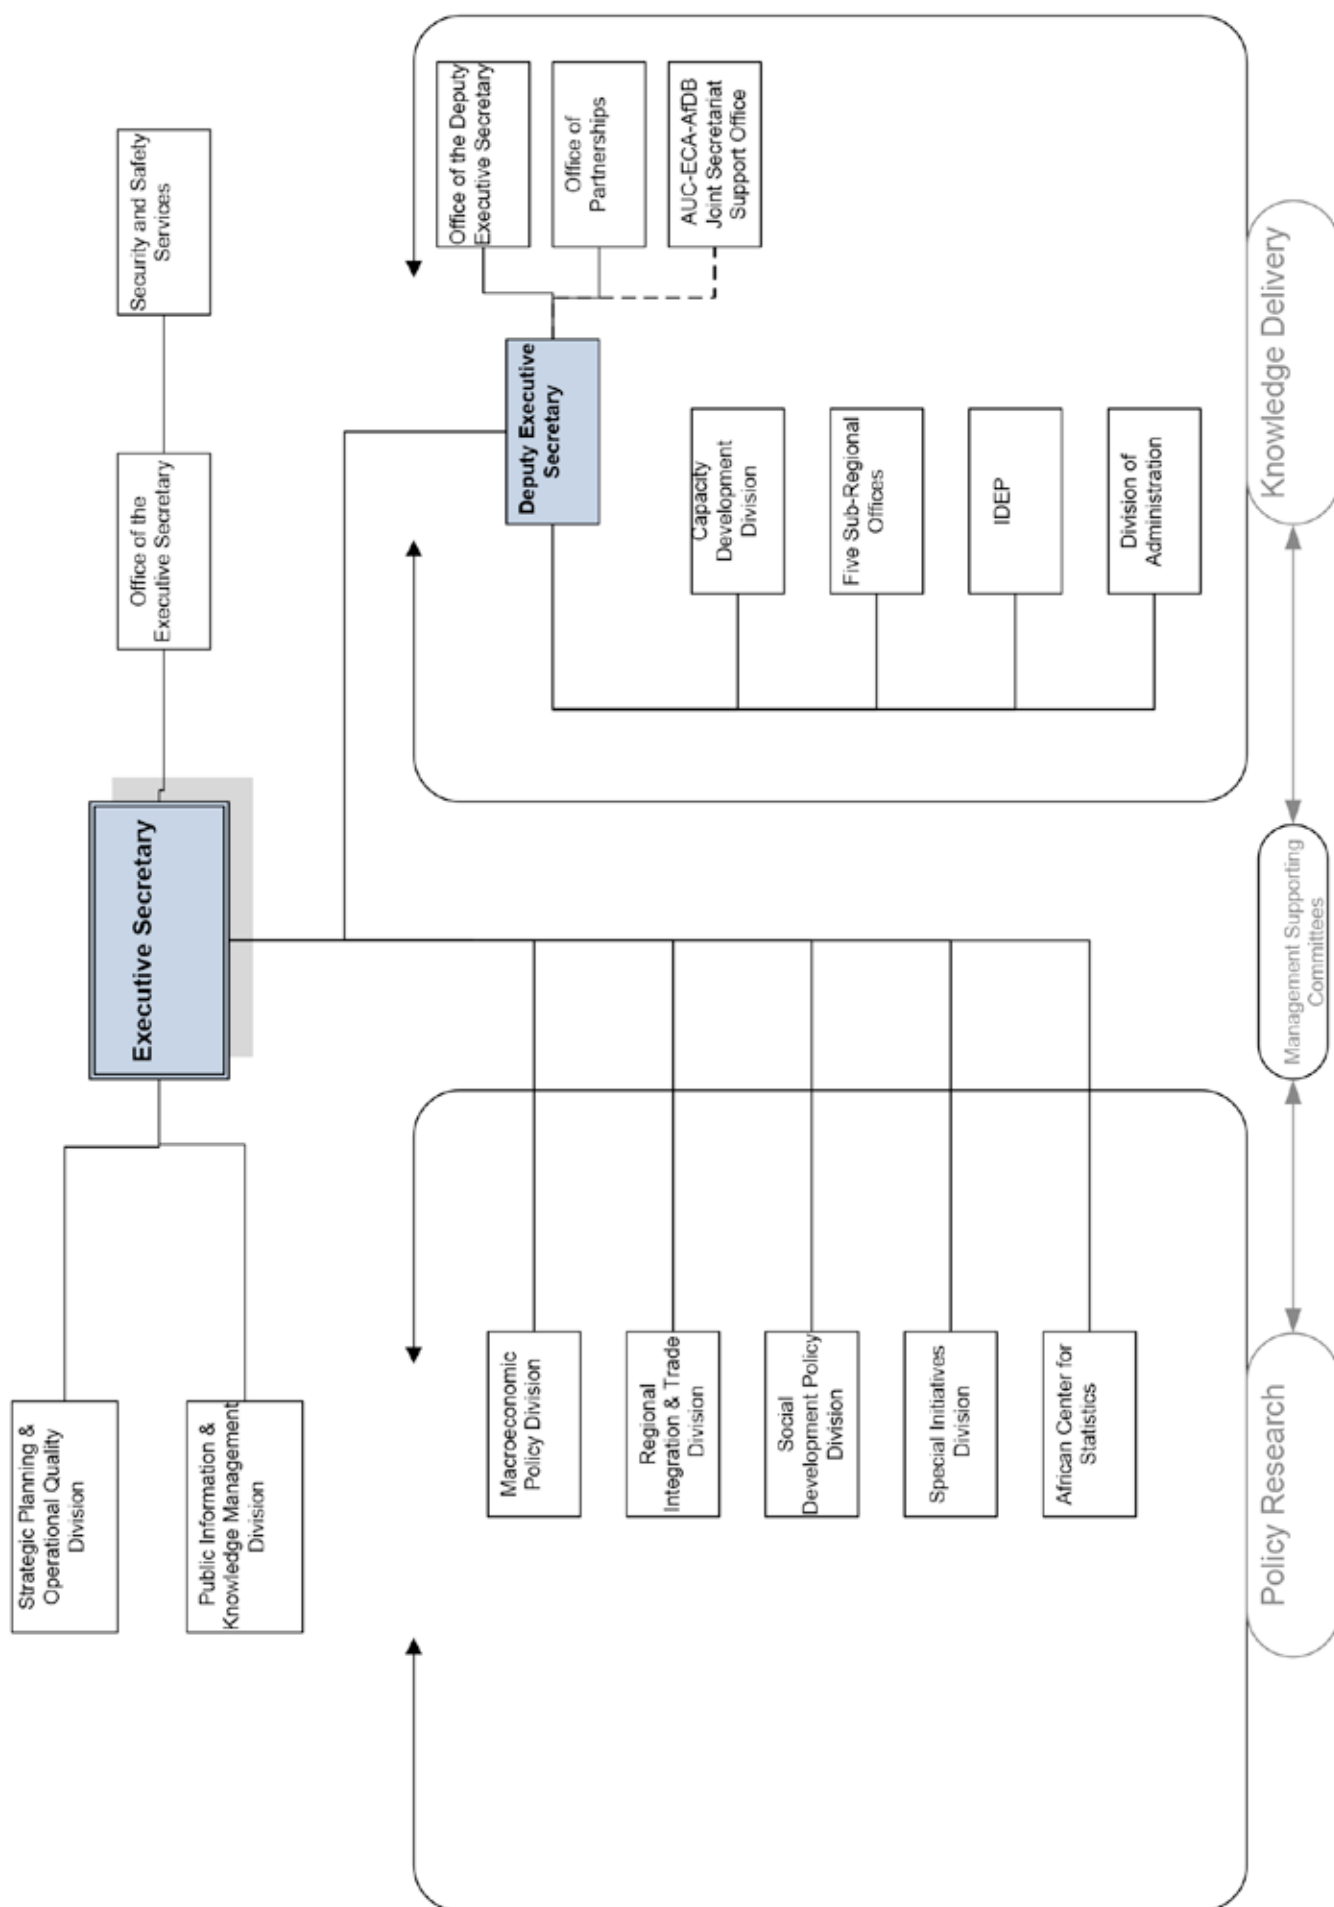 Strategic Planning &
Operational Quality
Division
Public Information &
Knowledge Management
Division
Executive Secretary
Office of the
Executive Secretary
Security and Safety
Services
Macroeconomic
Policy Division
Regional
Integration & Trade
Division
Social
Development Policy
Division
Special Initiatives
Division
African Center for
Statistics
Deputy Executive
Secretary
Office of the Deputy
Executive Secretary
Office of
Partnerships
AUC-ECA-AfDB
Joint Secretariat
Support Office
Capacity
Development
Division
Five Sub-Regional
Offices
IDEP
Division of
Administration
Policy Research
Management Supporting
Committees
Knowledge Delivery